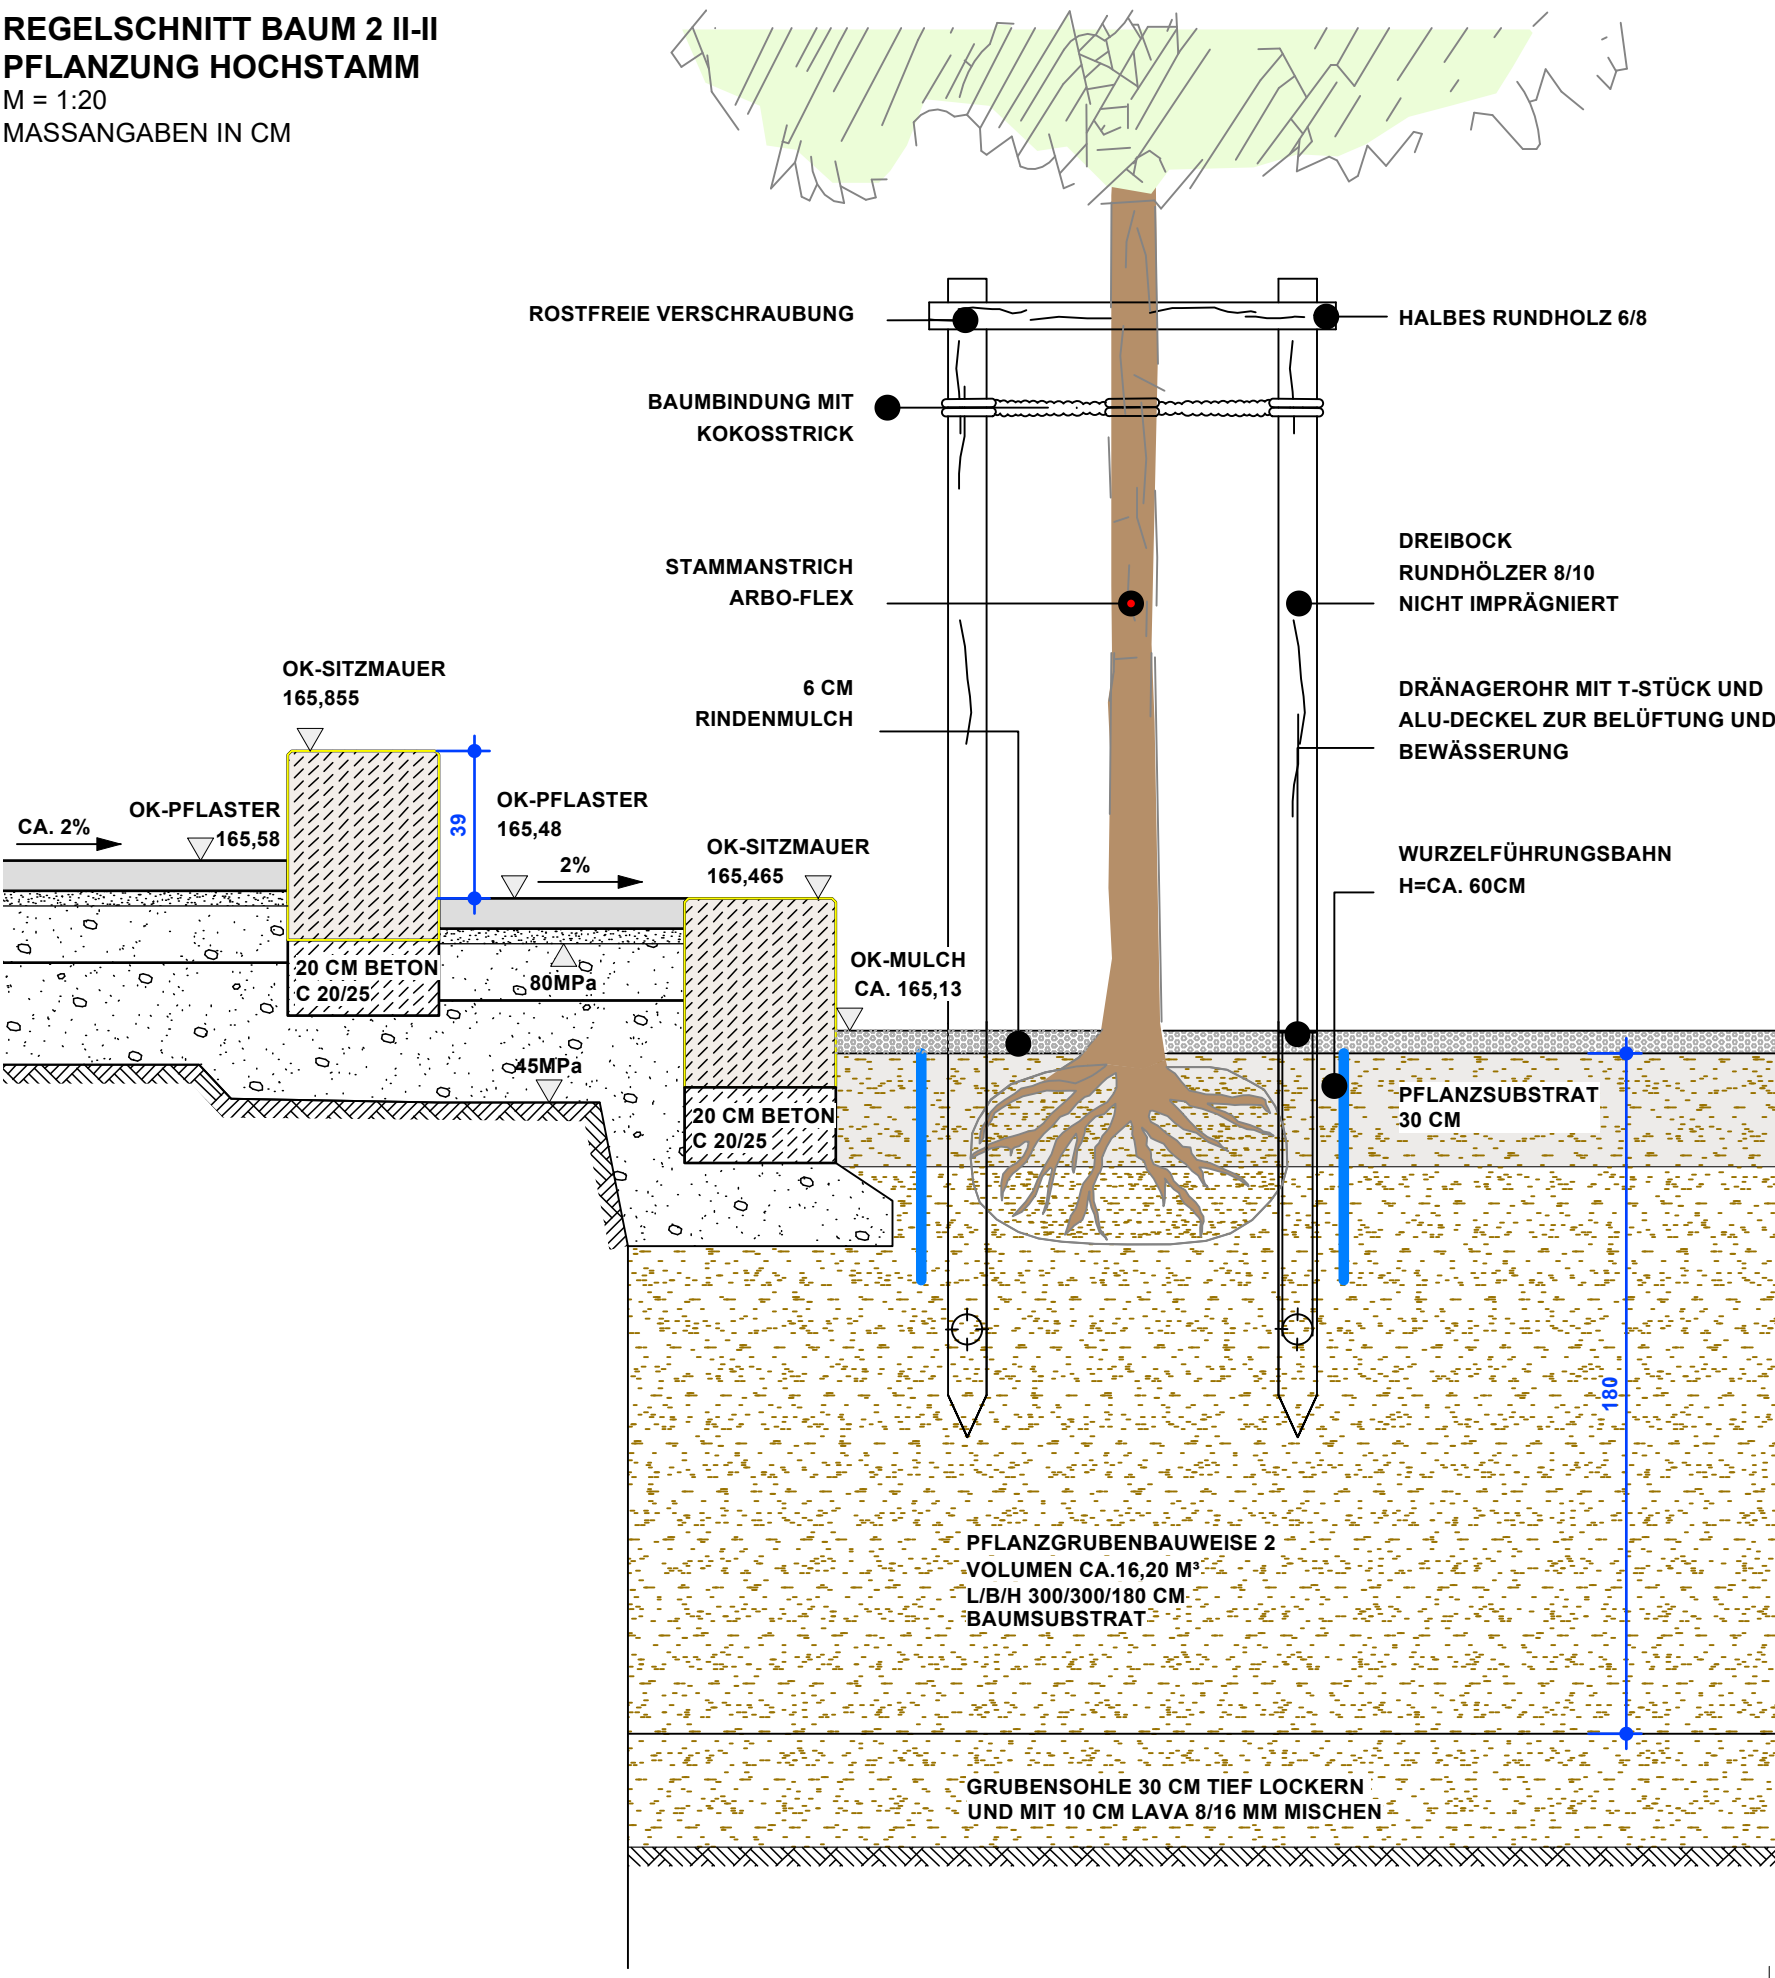 REGELSCHNITT BAUM 2 II-II
PFLANZUNG HOCHSTAMM
M = 1:20
MASSANGABEN IN CM
ROSTFREIE VERSCHRAUBUNG
HALBES RUNDHOLZ 6/8
BAUMBINDUNG MIT
KOKOSSTRICK
STAMMANSTRICH
ARBO-FLEX
DREIBOCK
RUNDHÖLZER 8/10
NICHT IMPRÄGNIERT
OK-SITZMAUER
165,855
6 CM
RINDENMULCH
DRÄNAGEROHR MIT T-STÜCK UND
ALU-DECKEL ZUR BELÜFTUNG UND
BEWÄSSERUNG
CA. 2%
OK-PFLASTER
165,58
39
OK-PFLASTER
165,48
2%
OK-SITZMAUER
165,465
WURZELFÜHRUNGSBAHN
H=CA. 60CM
20 CM BETON
C 20/25
80MPa
OK-MULCH
CA. 165,13
45MPa
20 CM BETON
C 20/25
PFLANZSUBSTRAT
30 CM
180
PFLANZGRUBENBAUWEISE 2
VOLUMEN CA.16,20 M³
L/B/H 300/300/180 CM
BAUMSUBSTRAT
GRUBENSOHLE 30 CM TIEF LOCKERN
UND MIT 10 CM LAVA 8/16 MM MISCHEN